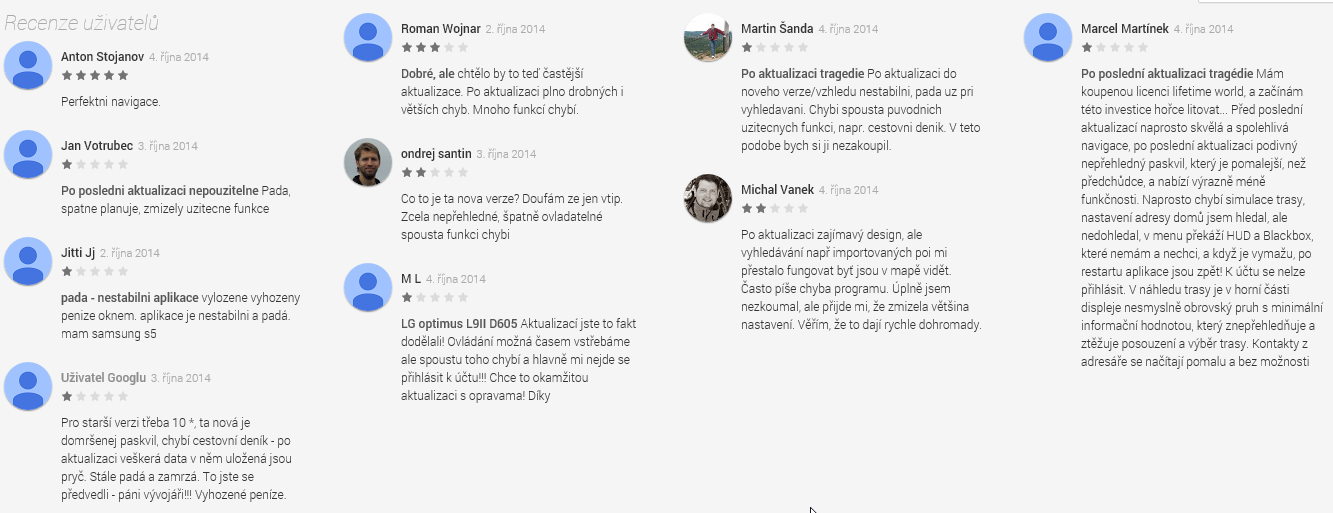 Recenze uživatelů
Anton Stojanov 4. října 2014
Perfektni navigace.
Jan Votrubec 3. října 2014
Po posledni aktualizaci nepouzitelne Pada,
spatne planuje, zmizely uzitecne funkce
Jitti Jj 2. října 2014
pada - nestabilni aplikace vylozene vyhozeny
penize oknem. aplikace je nestabilni a padá.
mam samsung s5
Uživatel Googlu 3. října 2014
Pro starší verzi třeba 10 *, ta nová je
domršenej paskvil, chybí cestovní deník - po
aktualizaci veškerá data v něm uložená jsou
pryč. Stále padá a zamrzá. To jste se
předvedli - páni vývojáři!!! Vyhozené peníze.
Roman Wojnar 2. října 2014
Dobré, ale chtělo by to teď častější
aktualizace. Po aktualizaci plno drobných i
větších chyb. Mnoho funkcí chybí.
ondrej santin 3. října 2014
Co to je ta nova verze? Doufám ze jen vtip.
Zcela nepřehledné, špatně ovladatelné
spousta funkci chybi
M L 4. října 2014
LG optimus L9II D605 Aktualizací jste to fakt
dodělali! Ovládání možná časem vstřebáme
ale spoustu toho chybí a hlavně mi nejde se
přihlásit k účtu!!! Chce to okamžitou
aktualizaci s opravama! Díky
Martin Šanda 4. října 2014
Po aktualizaci tragedie Po aktualizaci do
noveho verze/vzhledu nestabilni, pada uz pri
vyhledavani. Chybi spousta puvodnich
uzitecnych funkci, napr. cestovni denik. V teto
podobe bych si ji nezakoupil.
Michal Vanek 4. října 2014
Po aktualizaci zajímavý design, ale
vyhledávání např importovaných poi mi
přestalo fungovat byť jsou v mapě vidět.
Často píše chyba programu. Úplně jsem
nezkoumal, ale přijde mi, že zmizela většina
nastavení. Věřím, že to dají rychle dohromady.
Marcel Martínek 4. října 2014
Po poslední aktualizaci tragédie Mám
koupenou licenci lifetime world, a začínám
této investice hořce litovat... Před poslední
aktualizací naprosto skvělá a spolehlivá
navigace, po poslední aktualizaci podivný
nepřehledný paskvil, který je pomalejší, než
předchůdce, a nabízí výrazně méně
funkčnosti. Naprosto chybí simulace trasy,
nastavení adresy domů jsem hledal, ale
nedohledal, v menu překáží HUD a Blackbox,
které nemám a nechci, a když je vymažu, po
restartu aplikace jsou zpět! K účtu se nelze
přihlásit. V náhledu trasy je v horní části
displeje nesmyslně obrovský pruh s minimální
informační hodnotou, který znepřehledňuje a
ztěžuje posouzení a výběr trasy. Kontakty z
adresáře se načítají pomalu a bez možnosti